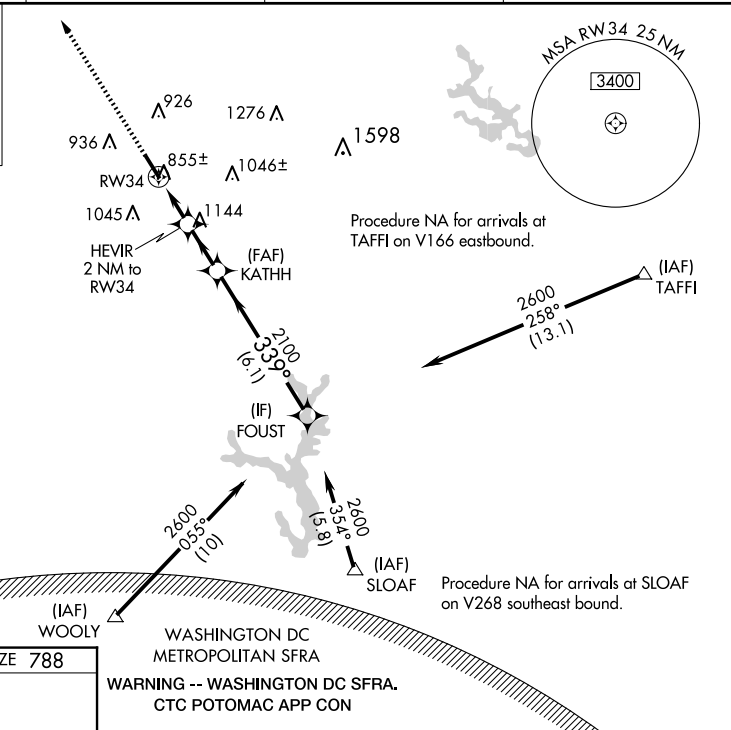 MSA RW34 25 NM
3400
926
1276
936
1598
855±
1046±
RW34
1045
1144
HEVIR
2 NM to
RW34
(FAF)
KATHH
Procedure NA for arrivals at
TAFFI on V166 eastbound.
(IAF)
TAFFI
2600
258°
(13.1)
2100
339°
(6.1)
(IF)
FOUST
2600
055°
(10)
2600
354°
(5.8)
(IAF)
SLOAF
Procedure NA for arrivals at SLOAF
on V268 southeast bound.
(IAF)
WOOLY
WASHINGTON DC
METROPOLITAN SFRA
ZE 788
WARNING -- WASHINGTON DC SFRA.
CTC POTOMAC APP CON